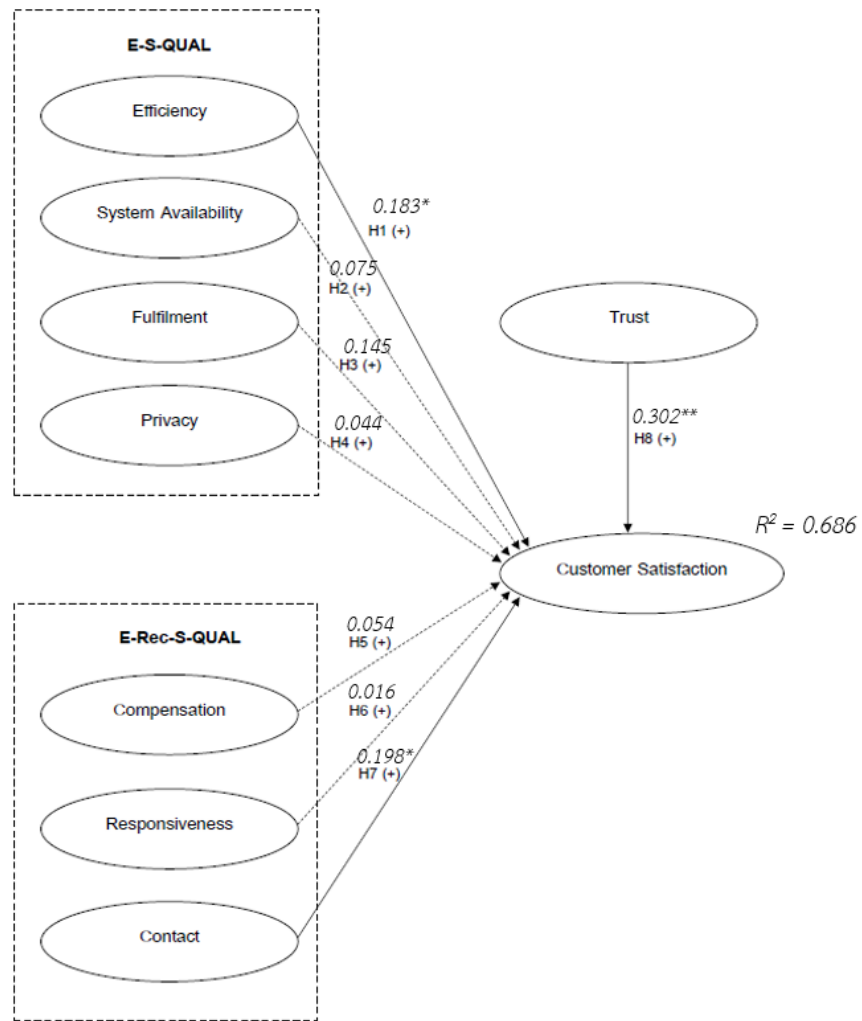 E-S-QUAL
Efficiency
System Availability
Fulfilment
Privacy
0.183*
H1 (+)
0.075
H2 (+)
0.145
H3 (+)
0.044
H4 (+)
Trust
0.302**
H8 (+)
R² = 0.686
Customer Satisfaction
E-Rec-S-QUAL
Compensation
Responsiveness
Contact
0.054
H5 (+)
0.016
H6 (+)
0.198*
H7 (+)